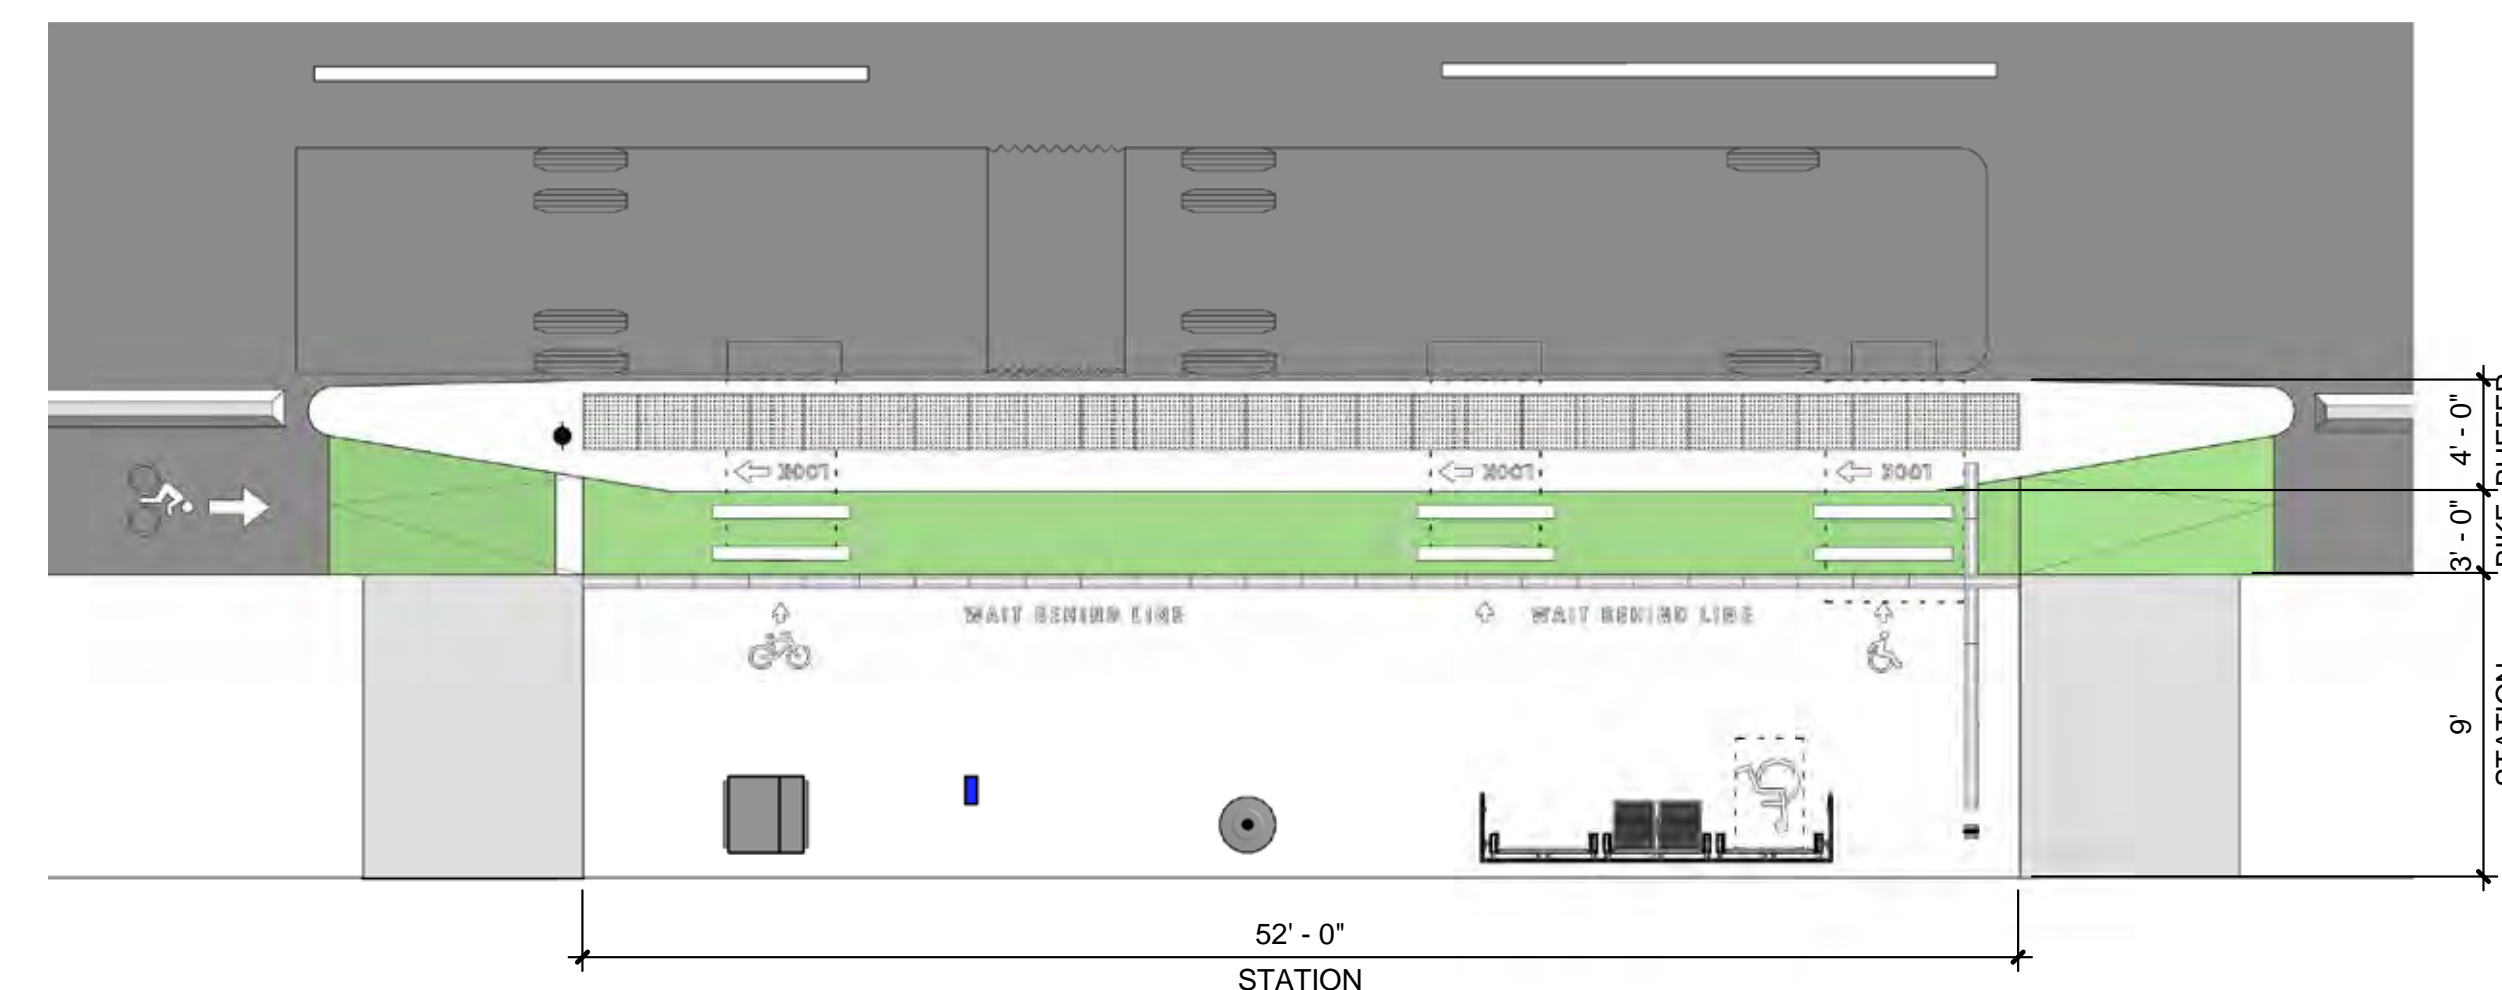 LOOK
LOOK
LOOK
WAIT BEHIND LINE
WAIT BEHIND LINE
4' - 0"
BUFFER
3' - 0"
BIKE
9'
STATION
52' - 0"
STATION